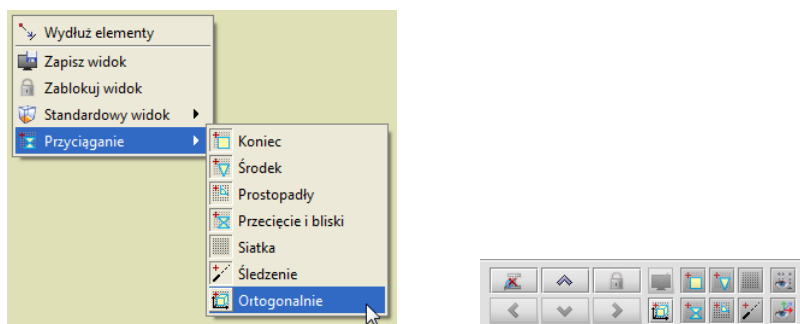 Wydłuż elementy
Zapisz widok
Zablokuj widok
Standardowy widok
Przyciąganie
Koniec
Środek
Prostopadły
Przecięcie i bliski
Siatka
Śledzenie
Ortogonalnie